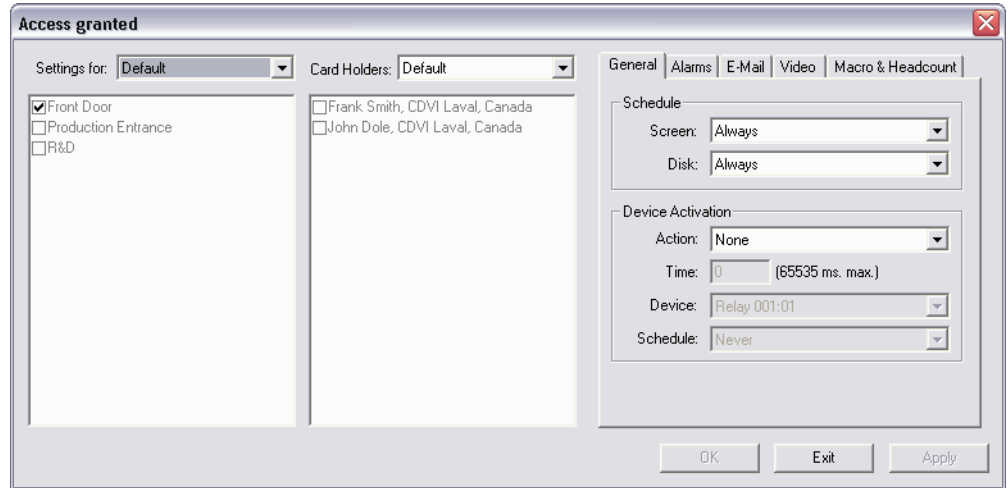 Access granted
Settings for: Default
Card Holders: Default
Front Door
Production Entrance
R&D
Frank Smith, CDVI Laval, Canada
John Dole, CDVI Laval, Canada
General Alarms E-Mail Video Macro & Headcount
Schedule
Screen: Always
Disk: Always
Device Activation
Action: None
Time: 0 (65535 ms. max.)
Device: Relay 001:01
Schedule: Never
OK Exit Apply